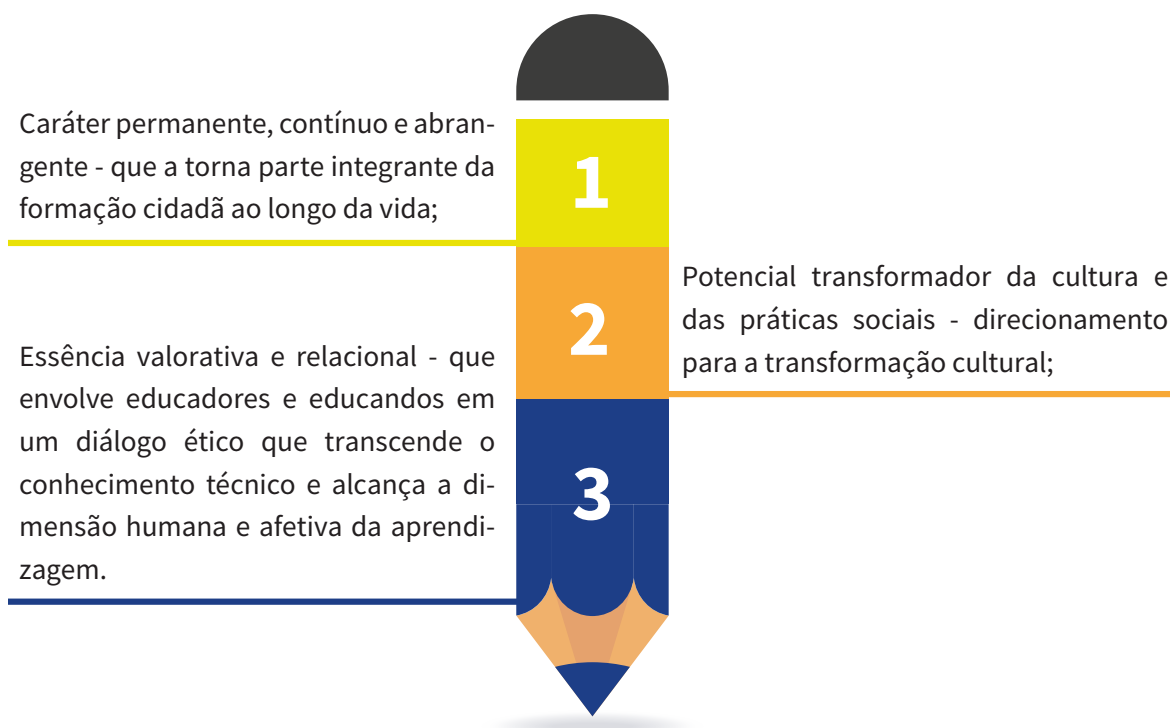 1
Caráter permanente, contínuo e abran-
gente - que a torna parte integrante da
formação cidadã ao longo da vida;
2
Potencial transformador da cultura e
das práticas sociais - direcionamento
para a transformação cultural;
3
Essência valorativa e relacional - que
envolve educadores e educandos em
um diálogo ético que transcende o
conhecimento técnico e alcança a di-
mensão humana e afetiva da aprendi-
zagem.